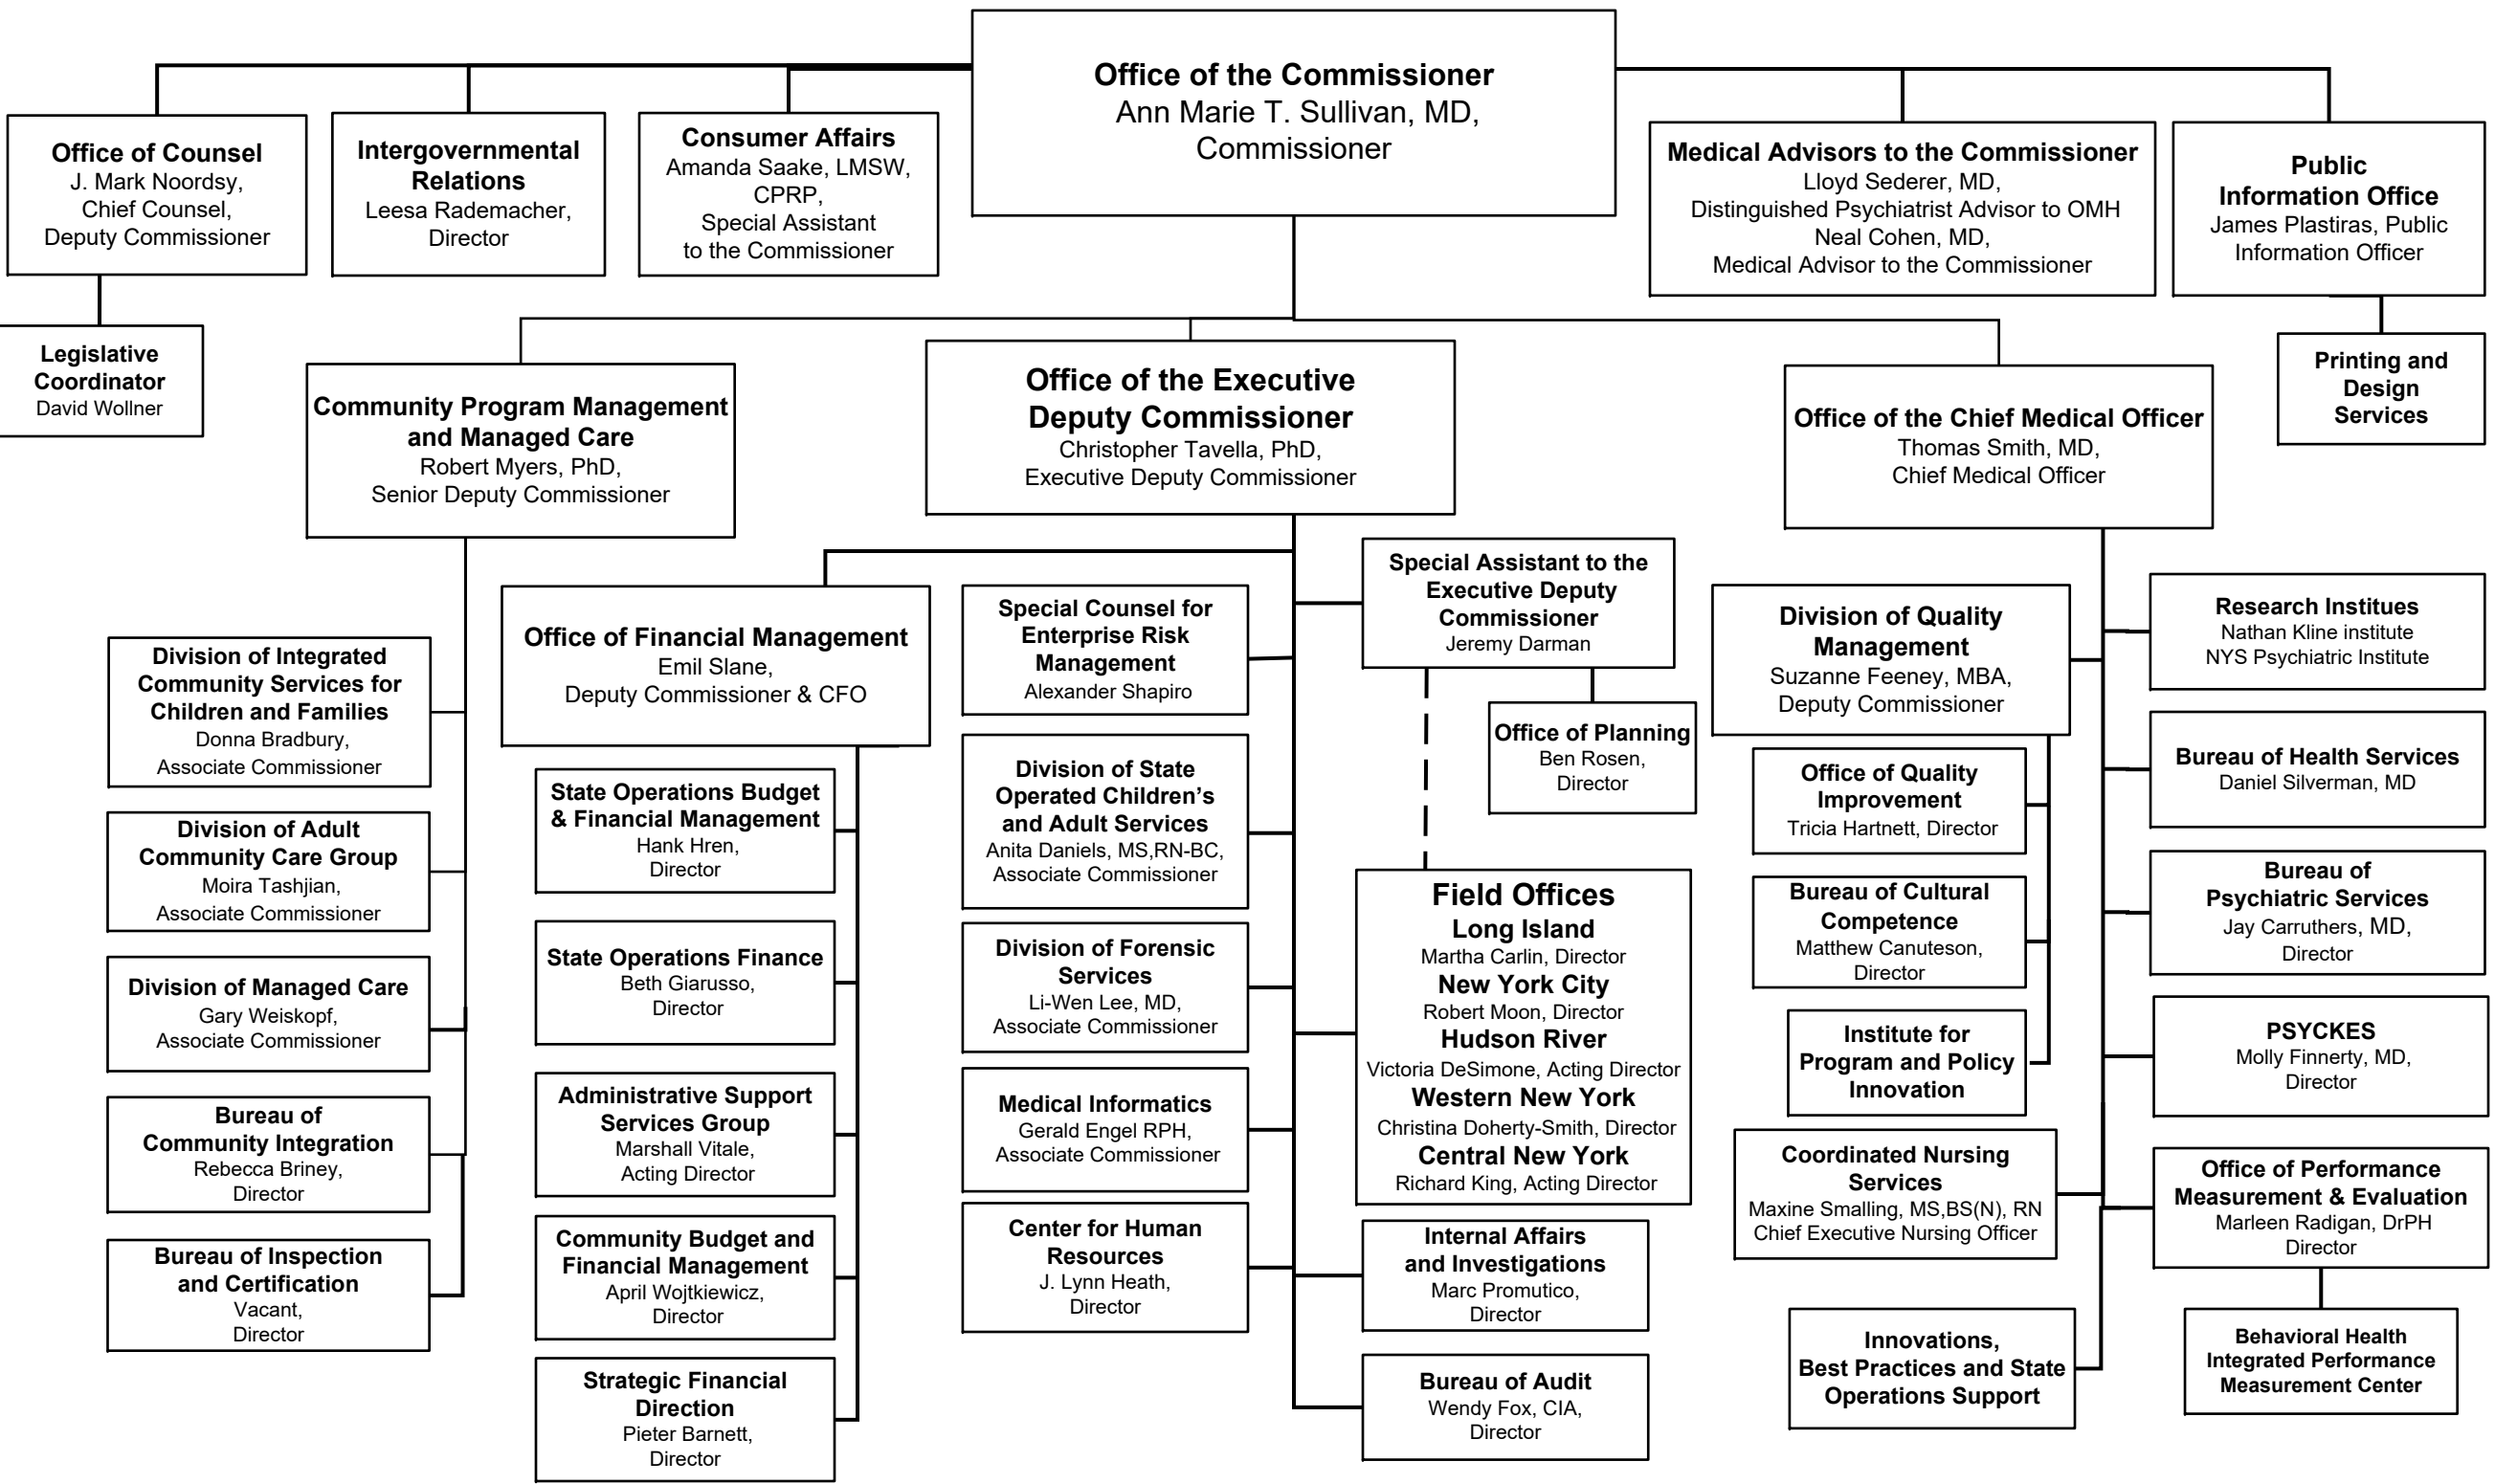 Office of the Commissioner
Ann Marie T. Sullivan, MD,
Commissioner
Office of Counsel
J. Mark Noordsy,
Chief Counsel,
Deputy Commissioner
Intergovernmental
Relations
Leesa Rademacher,
Director
Consumer Affairs
Amanda Saake, LMSW,
CPRP,
Special Assistant
to the Commissioner
Medical Advisors to the Commissioner
Lloyd Sederer, MD,
Distinguished Psychiatrist Advisor to OMH
Neal Cohen, MD,
Medical Advisor to the Commissioner
Public
Information Office
James Plastiras, Public
Information Officer
Legislative
Coordinator
David Wollner
Printing and
Design
Services
Community Program Management
and Managed Care
Robert Myers, PhD,
Senior Deputy Commissioner
Office of the Executive
Deputy Commissioner
Christopher Tavella, PhD,
Executive Deputy Commissioner
Office of the Chief Medical Officer
Thomas Smith, MD,
Chief Medical Officer
Division of Integrated
Community Services for
Children and Families
Donna Bradbury,
Associate Commissioner
Division of Adult
Community Care Group
Moira Tashjian,
Associate Commissioner
Division of Managed Care
Gary Weiskopf,
Associate Commissioner
Bureau of
Community Integration
Rebecca Briney,
Director
Bureau of Inspection
and Certification
Vacant,
Director
Office of Financial Management
Emil Slane,
Deputy Commissioner & CFO
State Operations Budget
& Financial Management
Hank Hren,
Director
State Operations Finance
Beth Giarusso,
Director
Administrative Support
Services Group
Marshall Vitale,
Acting Director
Community Budget and
Financial Management
April Wojtkiewicz,
Director
Strategic Financial
Direction
Pieter Barnett,
Director
Special Counsel for
Enterprise Risk
Management
Alexander Shapiro
Division of State
Operated Children’s
and Adult Services
Anita Daniels, MS,RN-BC,
Associate Commissioner
Division of Forensic
Services
Li-Wen Lee, MD,
Associate Commissioner
Medical Informatics
Gerald Engel RPH,
Associate Commissioner
Center for Human
Resources
J. Lynn Heath,
Director
Special Assistant to the
Executive Deputy
Commissioner
Jeremy Darman
Office of Planning
Ben Rosen,
Director
Field Offices
Long Island
Martha Carlin, Director
New York City
Robert Moon, Director
Hudson River
Victoria DeSimone, Acting Director
Western New York
Christina Doherty-Smith, Director
Central New York
Richard King, Acting Director
Internal Affairs
and Investigations
Marc Promutico,
Director
Bureau of Audit
Wendy Fox, CIA,
Director
Division of Quality
Management
Suzanne Feeney, MBA,
Deputy Commissioner
Office of Quality
Improvement
Tricia Hartnett, Director
Bureau of Cultural
Competence
Matthew Canuteson,
Director
Institute for
Program and Policy
Innovation
Coordinated Nursing
Services
Maxine Smalling, MS,BS(N), RN
Chief Executive Nursing Officer
Innovations,
Best Practices and State
Operations Support
Research Institues
Nathan Kline institute
NYS Psychiatric Institute
Bureau of Health Services
Daniel Silverman, MD
Bureau of
Psychiatric Services
Jay Carruthers, MD,
Director
PSYCKES
Molly Finnerty, MD,
Director
Office of Performance
Measurement & Evaluation
Marleen Radigan, DrPH
Director
Behavioral Health
Integrated Performance
Measurement Center